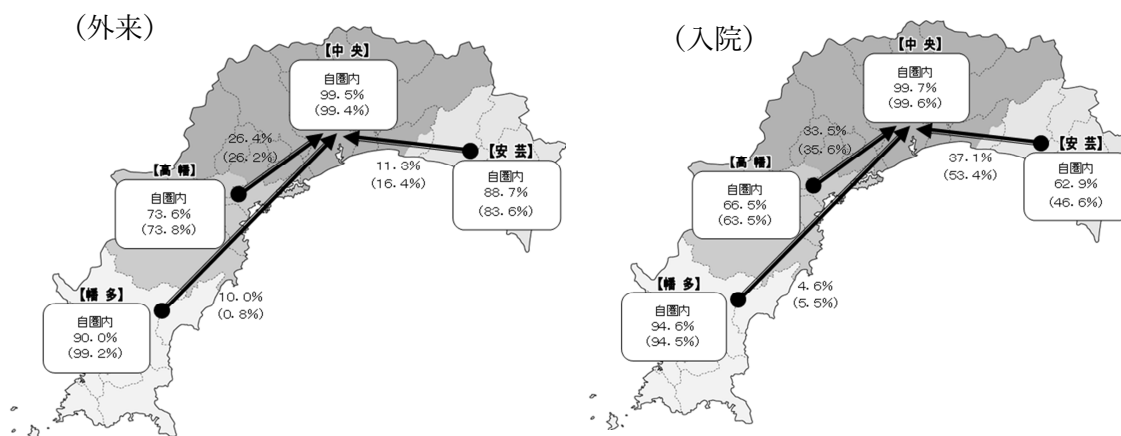 (外来)
【中 央】
自圏内
99.5%
(99.4%)
26.4%
(26.2%)
11.3%
(16.4%)
【安 芸】
自圏内
88.7%
(83.6%)
【高 幡】
自圏内
73.6%
(73.8%)
10.0%
(0.8%)
【幡 多】
自圏内
90.0%
(99.2%)
(入院)
【中 央】
自圏内
99.7%
(99.6%)
33.5%
(35.6%)
37.1%
(53.4%)
【安 芸】
自圏内
62.9%
(46.6%)
【高 幡】
自圏内
66.5%
(63.5%)
4.6%
(5.5%)
【幡 多】
自圏内
94.6%
(94.5%)